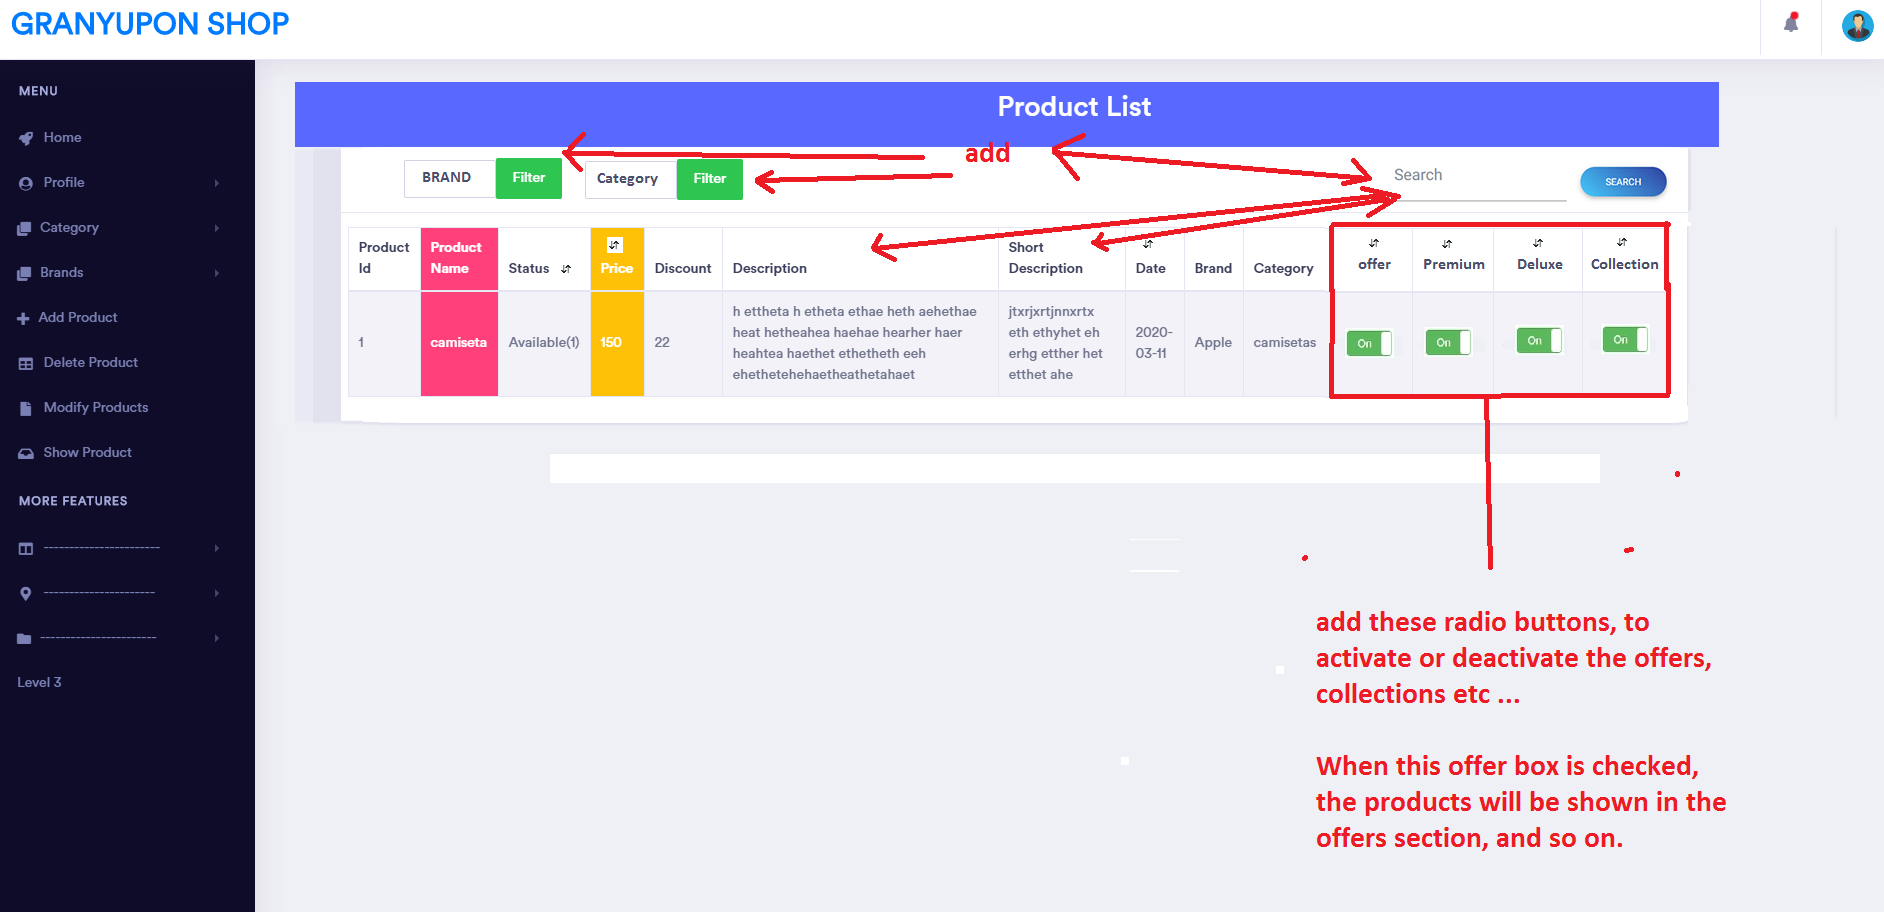 GRANYUPON SHOP
MENU
Home
Profile
Category
Brands
Add Product
Delete Product
Modify Products
Show Product
MORE FEATURES
-----------------------
----------------------
-----------------------
Level 3
Product List
add
BRAND Filter Category Filter Search SEARCH
Product Id
Product Name
Status
Price
Discount
Description
Short Description
Date
Brand
Category
offer
Premium
Deluxe
Collection
1
camiseta
Available(1)
150
22
h ettheta h etheta ethae heth aehethae
heat hetheahea haehae hearher haer
heahtea haethet ethetheth eeh
ehethetehehaetheathetahaet
jtxrjxrtjnnxrtx
eth ethyhet eh
erhg etther het
etthet ahe
2020-
03-11
Apple
camisetas
On
On
On
On
add these radio buttons, to
activate or deactivate the offers,
collections etc ...
When this offer box is checked,
the products will be shown in the
offers section, and so on.